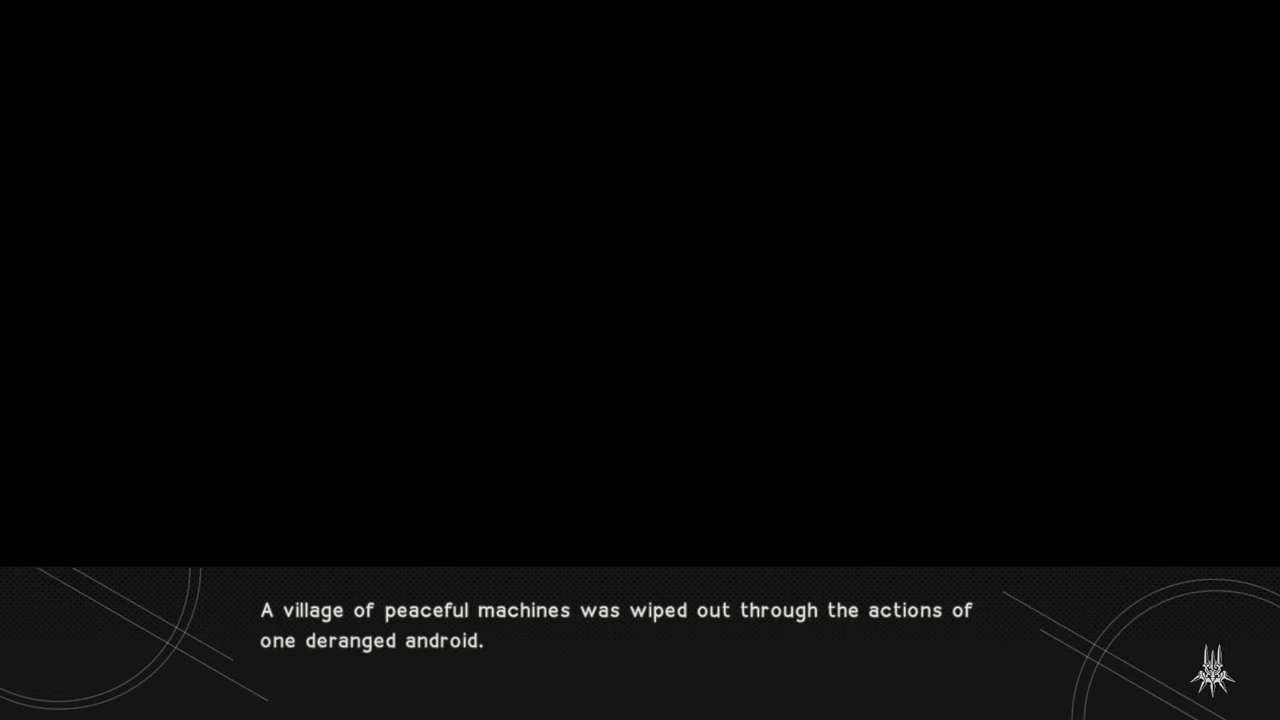 A village of peaceful machines was wiped out through the actions of
one deranged android.